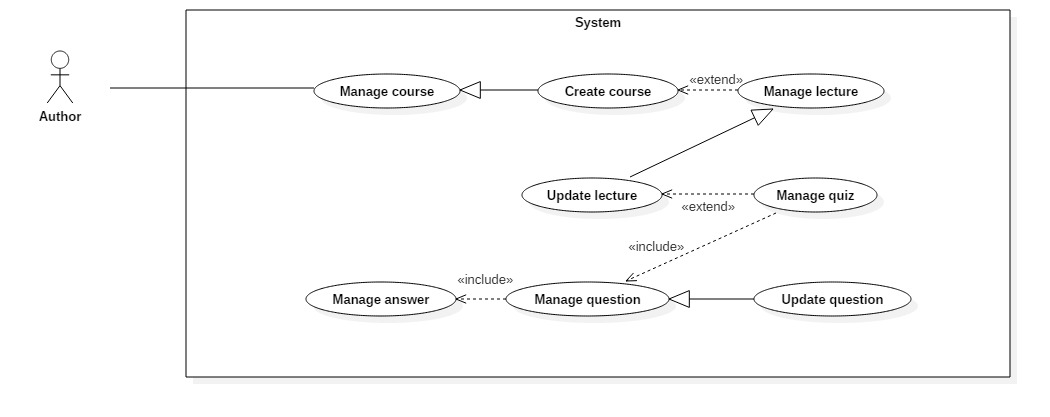 System
Author
Manage course
Create course
«extend»
Manage lecture
Update lecture
«extend»
Manage quiz
«include»
Manage answer
«include»
Manage question
Update question